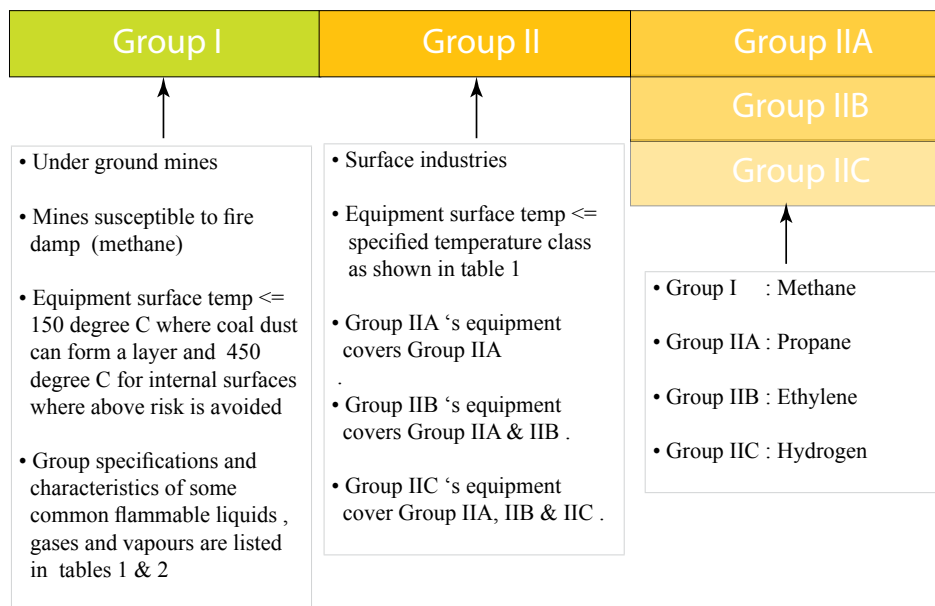 Group I
Group II
Group IIA
Group IIB
Group IIC
• Under ground mines
• Mines susceptible to fire
damp (methane)
• Equipment surface temp <=
150 degree C where coal dust
can form a layer and 450
degree C for internal surfaces
where above risk is avoided
• Group specifications and
characteristics of some
common flammable liquids ,
gases and vapours are listed
in tables 1 & 2
• Surface industries
• Equipment surface temp <=
specified temperature class
as shown in table 1
• Group IIA ‘s equipment
covers Group IIA
.
• Group IIB ‘s equipment
covers Group IIA & IIB .
• Group IIC ‘s equipment
cover Group IIA, IIB & IIC .
• Group I : Methane
• Group IIA : Propane
• Group IIB : Ethylene
• Group IIC : Hydrogen